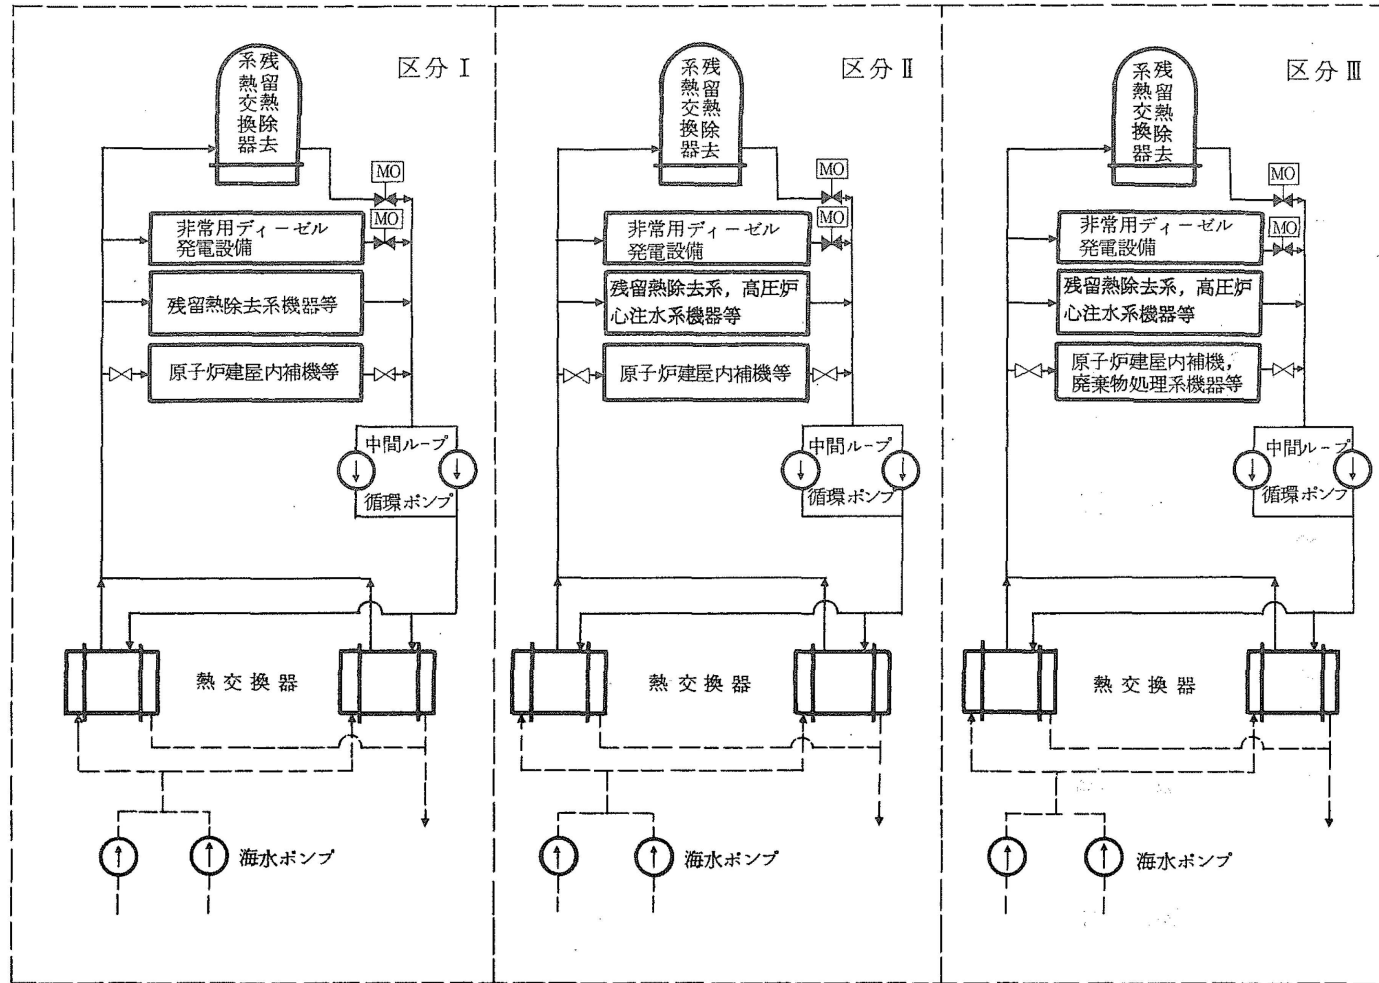 区分Ⅰ
残留熱除去
系熱交換器
MO
MO
非常用ディーゼル
発電設備
残留熱除去系機器等
原子炉建屋内補機等
中間ループ
循環ポンプ
熱交換器
海水ポンプ
区分Ⅱ
残留熱除去
系熱交換器
MO
MO
非常用ディーゼル
発電設備
残留熱除去系,高圧炉
心注水系機器等
原子炉建屋内補機等
中間ループ
循環ポンプ
熱交換器
海水ポンプ
区分Ⅲ
残留熱除去
系熱交換器
MO
MO
非常用ディーゼル
発電設備
残留熱除去系,高圧炉
心注水系機器等
原子炉建屋内補機,
廃棄物処理系機器等
中間ループ
循環ポンプ
熱交換器
海水ポンプ